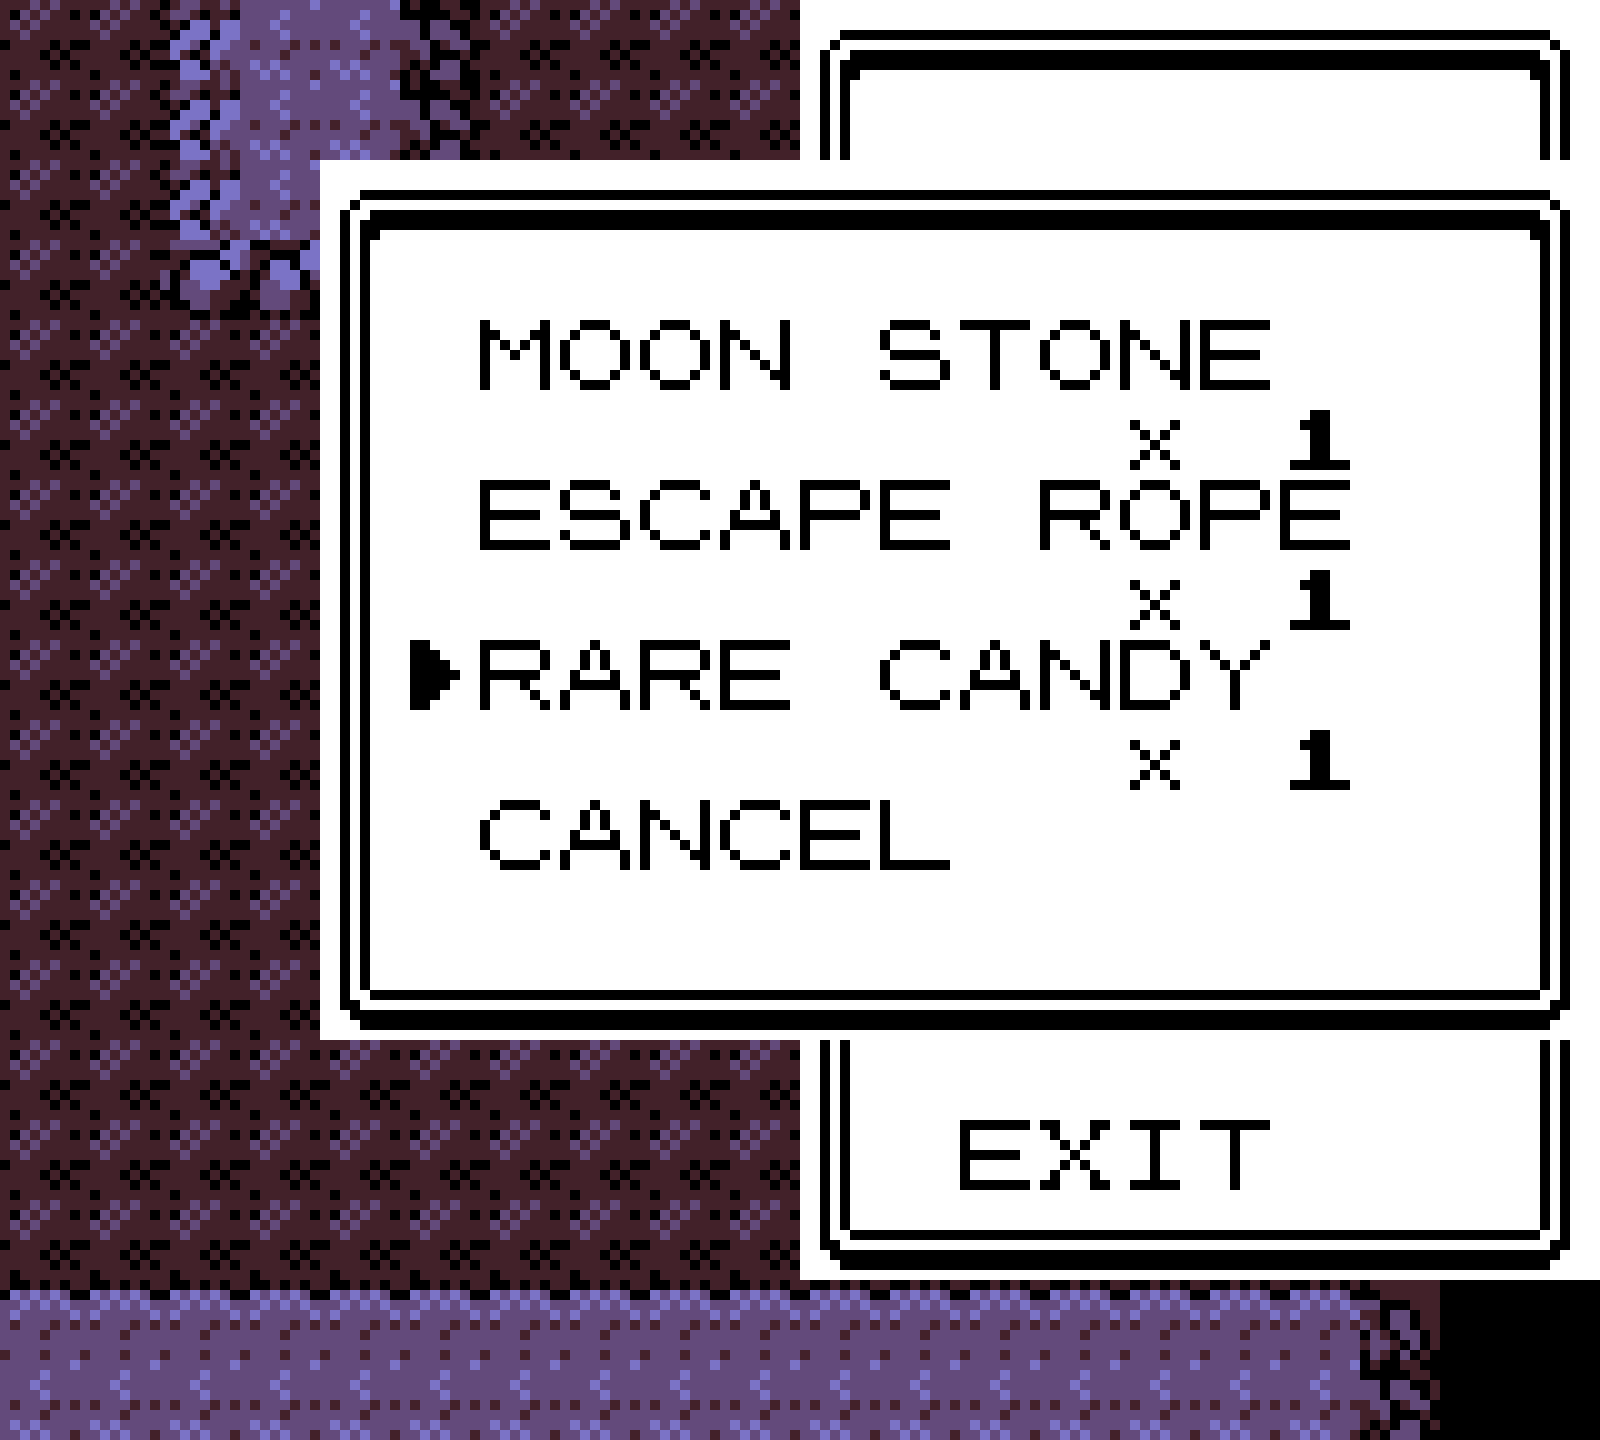 MOON STONE
× 1
ESCAPE ROPE
× 1
▶RARE CANDY
× 1
CANCEL
EXIT